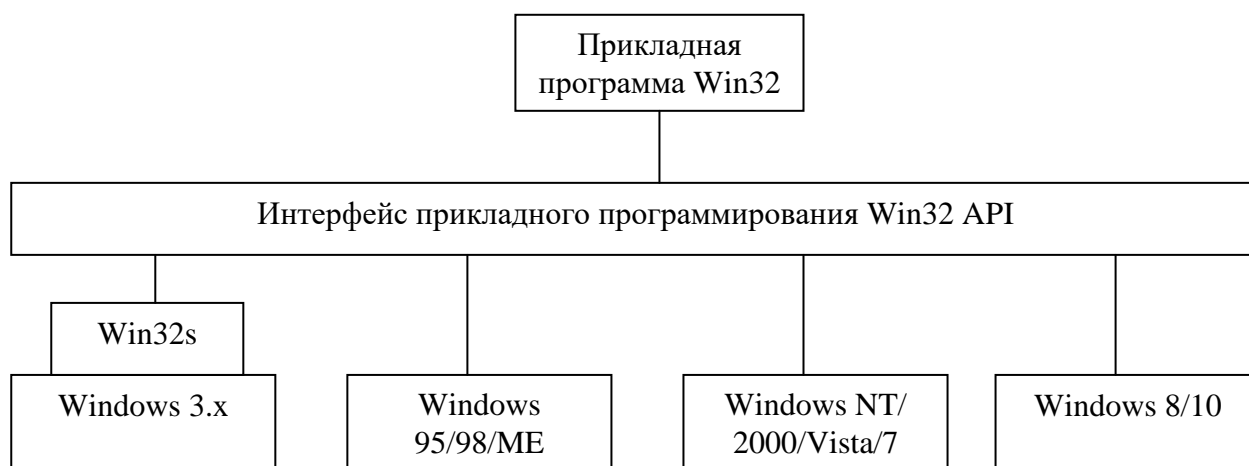 Прикладная
программа Win32
Интерфейс прикладного программирования Win32 API
Win32s
Windows 3.x
Windows
95/98/ME
Windows NT/
2000/Vista/7
Windows 8/10